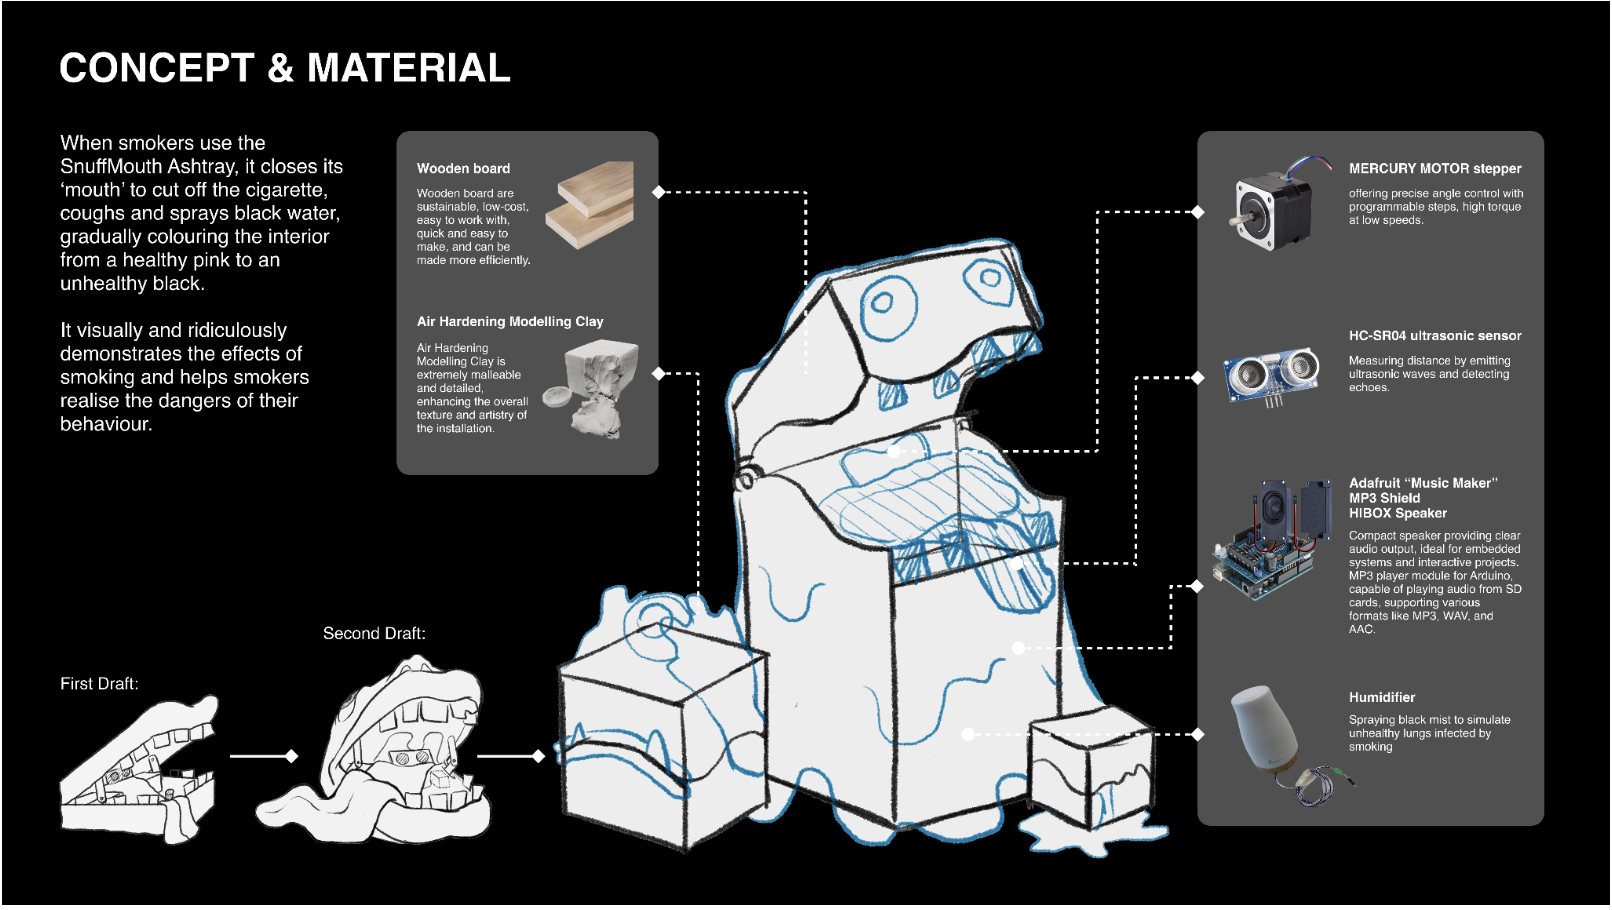 CONCEPT & MATERIAL
When smokers use the
SnuffMouth Ashtray, it closes its
‘mouth’ to cut off the cigarette,
coughs and sprays black water,
gradually colouring the interior
from a healthy pink to an
unhealthy black.
It visually and ridiculously
demonstrates the effects of
smoking and helps smokers
realise the dangers of their
behaviour.
Wooden board
Wooden board are
sustainable, low-cost,
easy to work with,
quick and easy to
make, and can be
made more efficiently.
Air Hardening Modelling Clay
Air Hardening
Modelling Clay is
extremely malleable
and detailed,
enhancing the overall
texture and artistry of
the installation.
First Draft:
Second Draft:
MERCURY MOTOR stepper
offering precise angle control with
programmable steps, high torque
at low speeds.
HC-SR04 ultrasonic sensor
Measuring distance by emitting
ultrasonic waves and detecting
echoes.
Adafruit “Music Maker”
MP3 Shield
HIBOX Speaker
Compact speaker providing clear
audio output, ideal for embedded
systems and interactive projects.
MP3 player module for Arduino,
capable of playing audio from SD
cards, supporting various
formats like MP3, WAV, and
AAC.
Humidifier
Spraying black mist to simulate
unhealthy lungs infected by
smoking